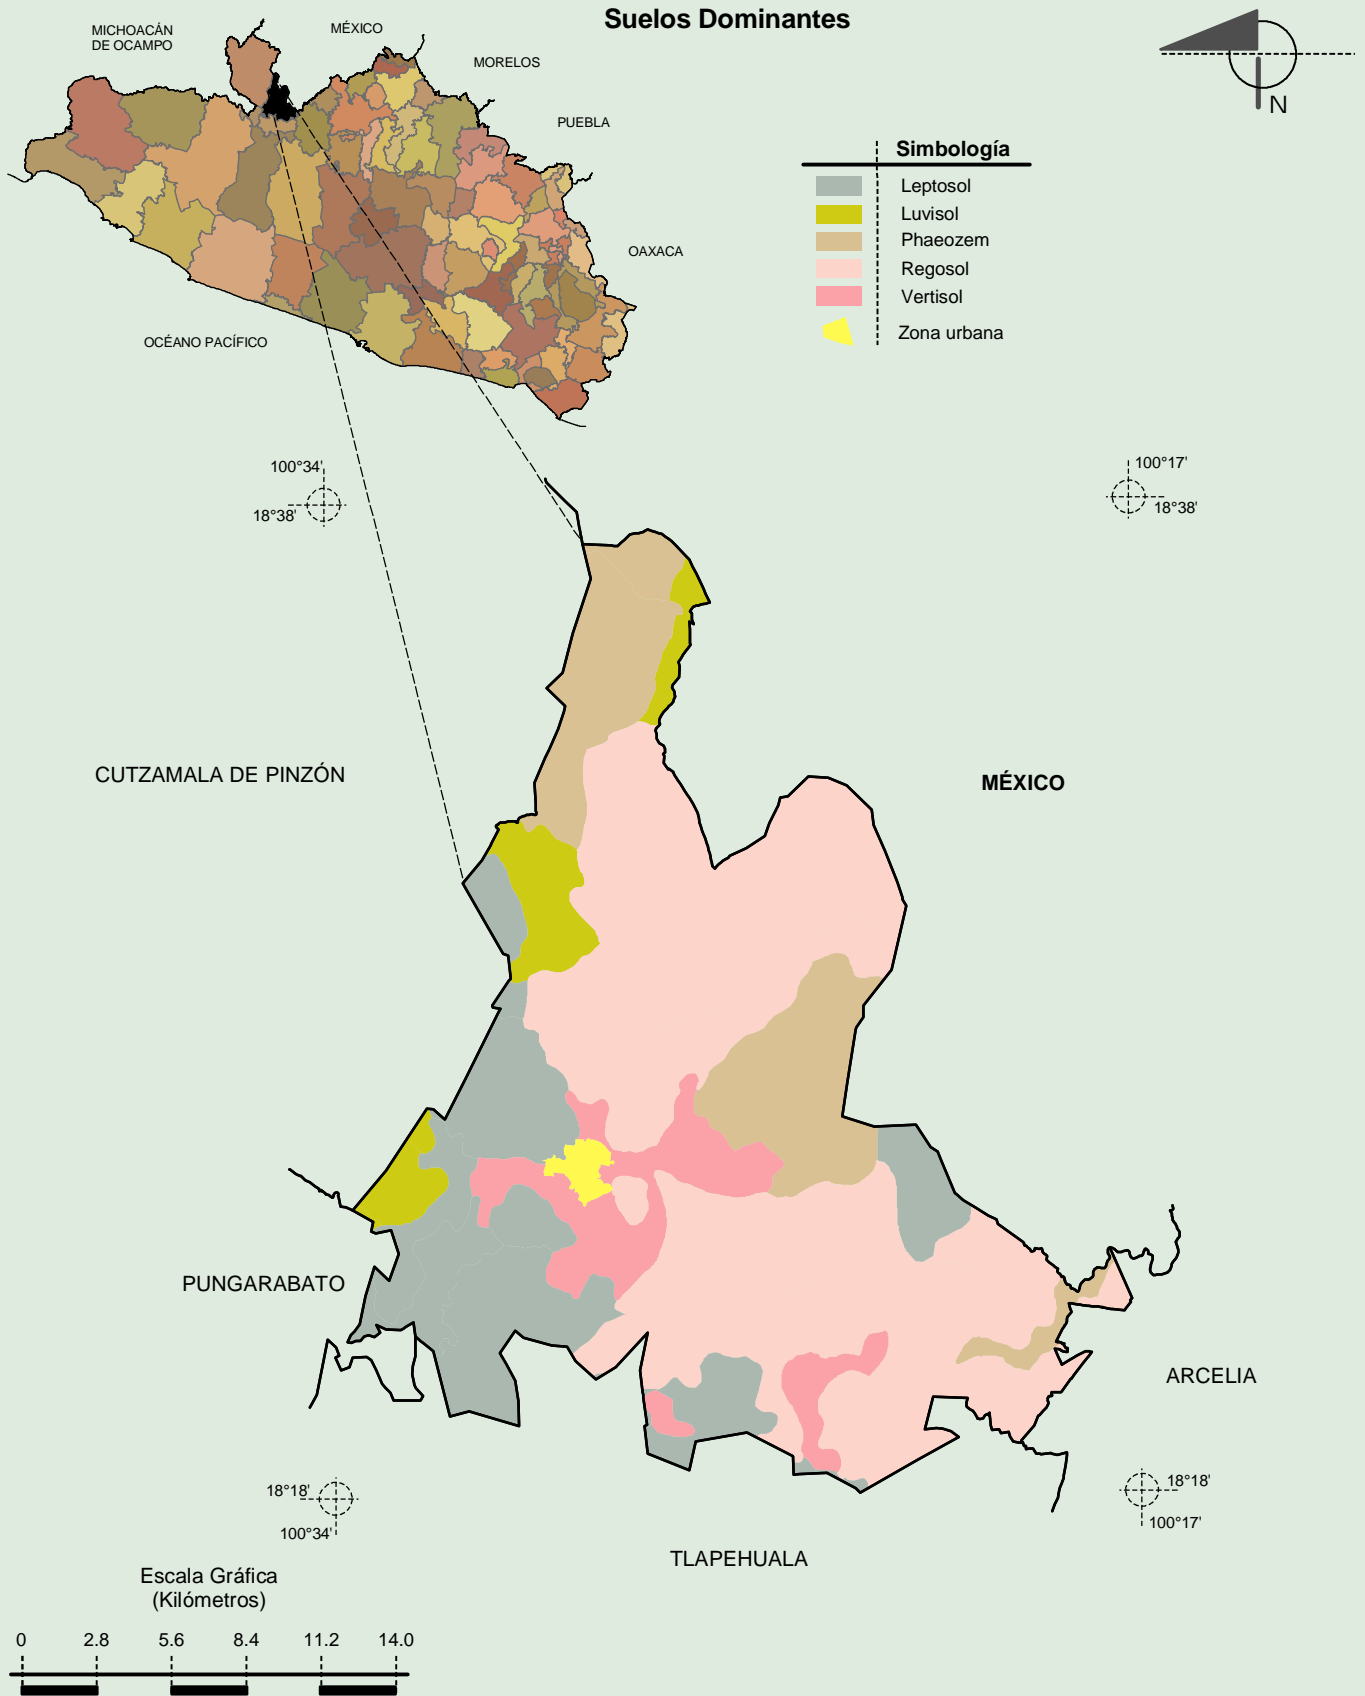 Suelos Dominantes
MICHOACÁN
DE OCAMPO
MÉXICO
MORELOS
PUEBLA
OAXACA
OCÉANO PACÍFICO
N
Simbología
Leptosol
Luvisol
Phaeozem
Regosol
Vertisol
Zona urbana
100°34'
18°38'
100°17'
18°38'
CUTZAMALA DE PINZÓN
MÉXICO
PUNGARABATO
ARCELIA
18°18'
100°34'
18°18'
100°17'
TLAPEHUALA
Escala Gráfica
(Kilómetros)
0 2.8 5.6 8.4 11.2 14.0